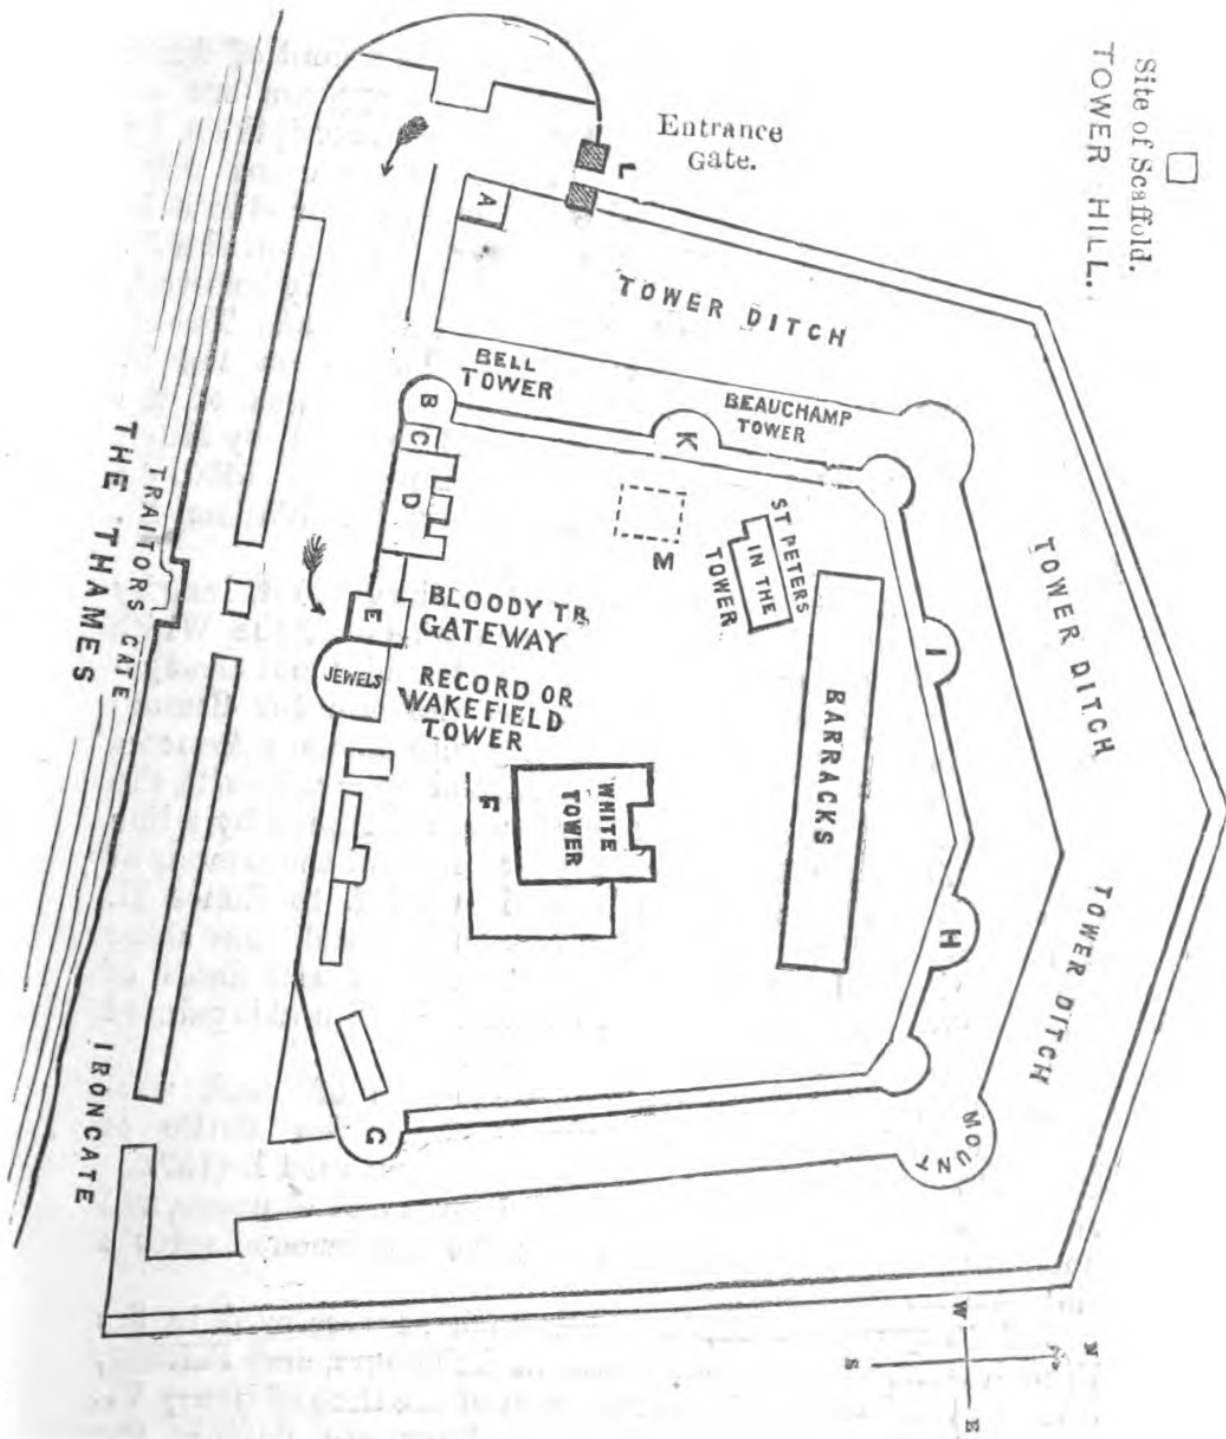 Site of Scaffold.
TOWER HILL.
Entrance
Gate.
L
A
TOWER DITCH
BELL
TOWER
BEAUCHAMP
TOWER
B
C
D
K
M
ST PETERS
IN THE
TOWER
TOWER DITCH
I
BARRACKS
E
BLOODY TR.
GATEWAY
JEWELS
RECORD OR
WAKEFIELD
TOWER
F
WHITE
TOWER
H
TOWER DITCH
TRAITORS GATE
THE THAMES
IRONGATE
G
MOUNT
W
N
S
E